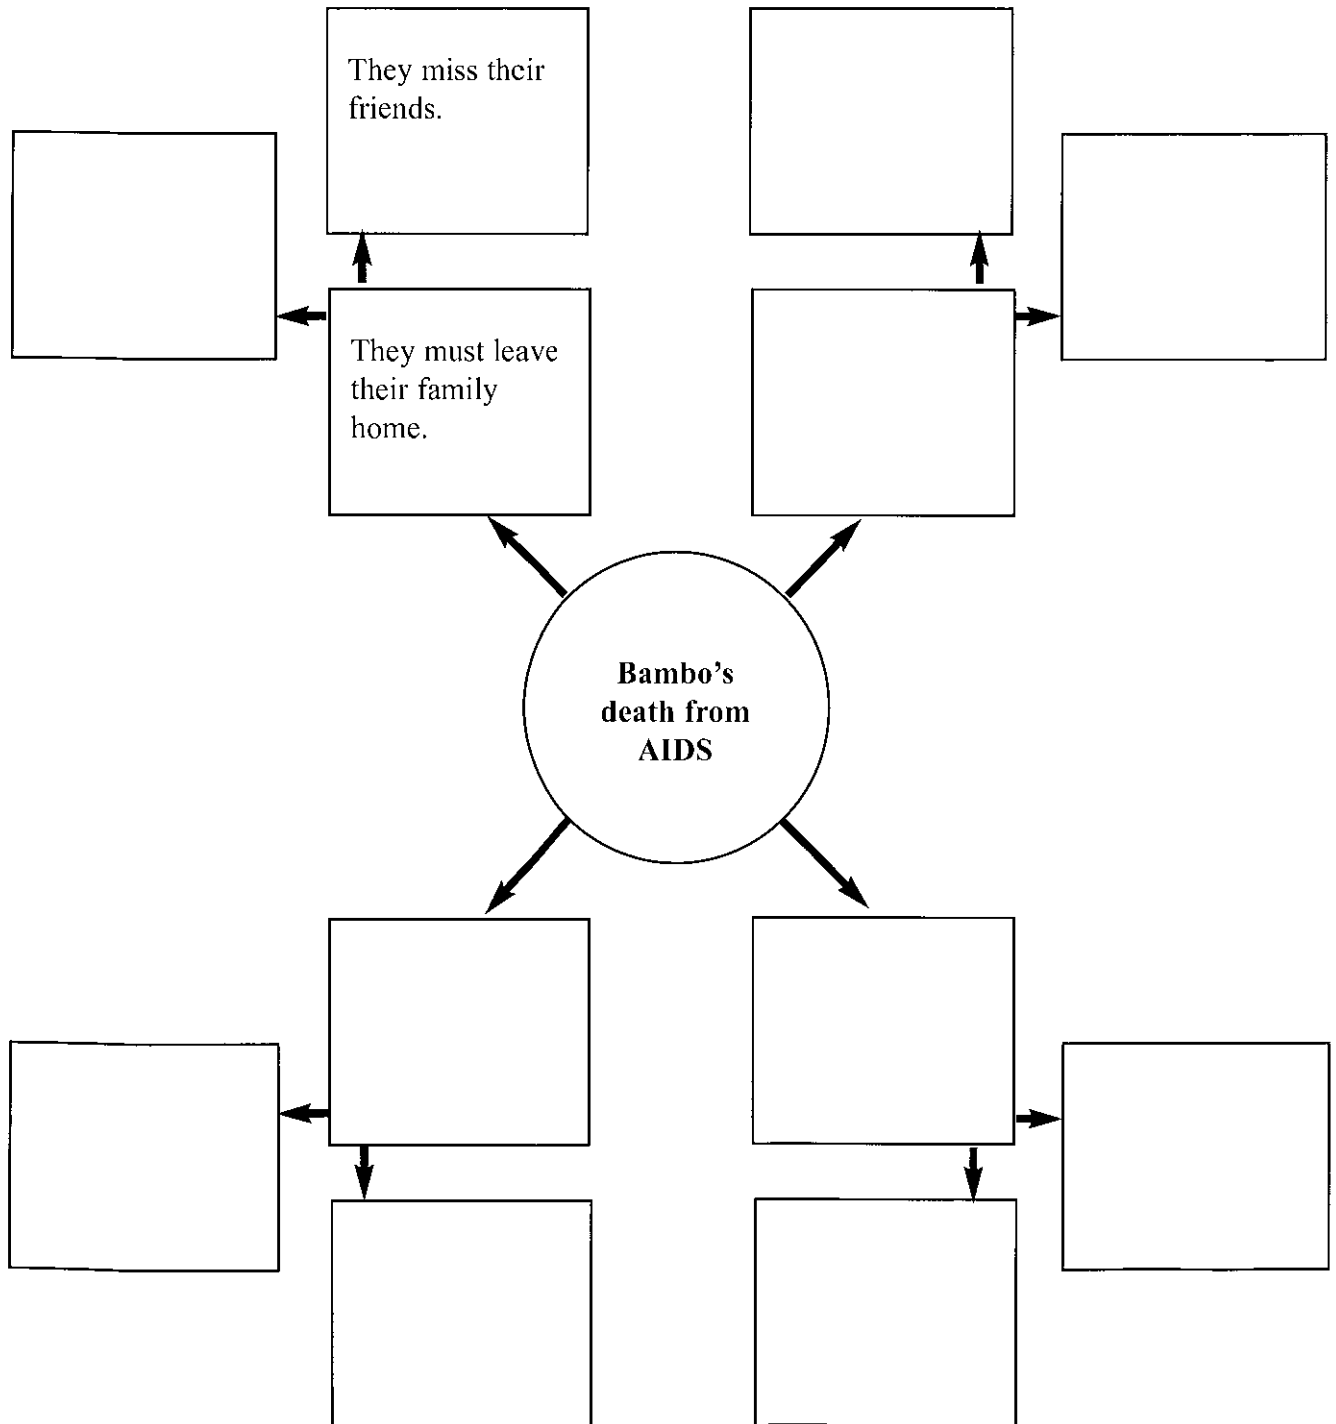 They miss their
friends.
They must leave
their family
home.
Bambo's
death from
AIDS